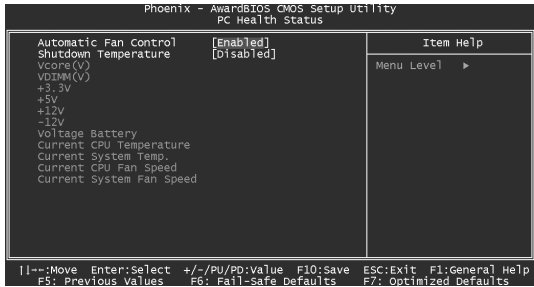 Phoenix - AwardBIOS CMOS Setup Utility
PC Health Status
Automatic Fan Control [Enabled]
Shutdown Temperature [Disabled]
Vcore(V)
VDIMM(V)
+3.3V
+5V
+12V
-12V
Voltage Battery
Current CPU Temperature
Current System Temp.
Current CPU Fan Speed
Current System Fan Speed
Item Help
Menu Level ▶
↑↓→←:Move Enter:Select +/-/PU/PD:Value F10:Save ESC:Exit F1:General Help
F5: Previous Values F6: Fail-Safe Defaults F7: Optimized Defaults